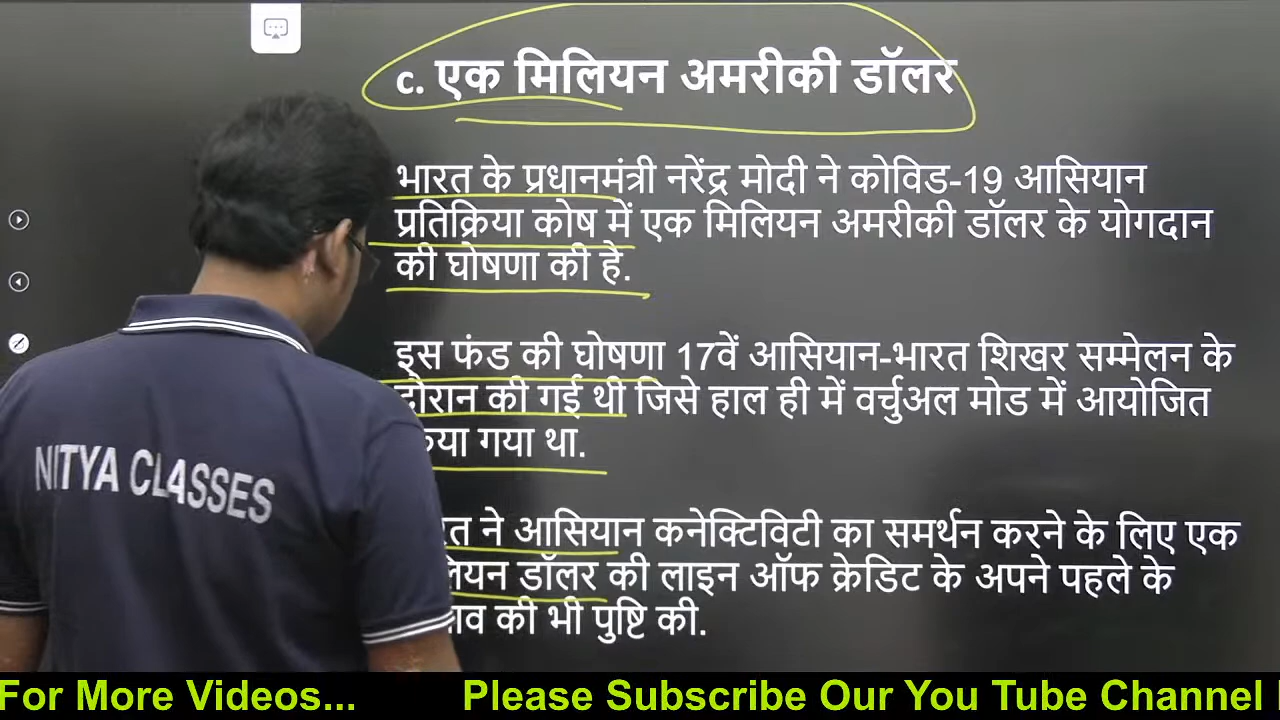 c. एक मिलियन अमरीकी डॉलर
भारत के प्रधानमंत्री नरेंद्र मोदी ने कोविड-19 आसियान
प्रतिक्रिया कोष में एक मिलियन अमरीकी डॉलर के योगदान
की घोषणा की है.
इस फंड की घोषणा 17वें आसियान-भारत शिखर सम्मेलन के
दौरान की गई थी जिसे हाल ही में वर्चुअल मोड में आयोजित
गया था.
ने आसियान कनेक्टिविटी का समर्थन करने के लिए एक
डॉलर की लाइन ऑफ क्रेडिट के अपने पहले के
की भी पुष्टि की.
NITYA CLASSES
For More Videos... Please Subscribe Our You Tube Channel